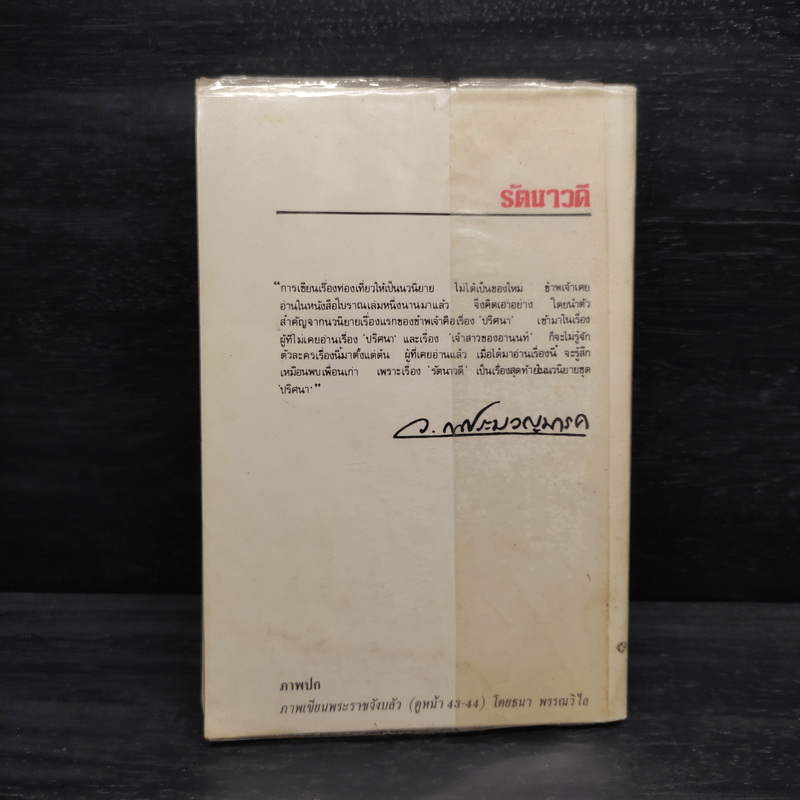 รัตนาวดี
“การเขียนเรื่องท่องเที่ยวให้เป็นนวนิยาย ไม่ได้เป็นของใหม่ ข้าพเจ้าเคย
อ่านในหนังสือโบราณเล่มหนึ่งนานมาแล้ว จึงคิดเอาอย่าง โดยนำตัว
สำคัญจากนวนิยายเรื่องแรกของข้าพเจ้าคือเรื่อง ‘ปริศนา’ เข้ามาในเรื่อง
ผู้ที่ไม่เคยอ่านเรื่อง ‘ปริศนา’ และเรื่อง ‘เจ้าสาวของอานนท์’ ก็จะไม่รู้จัก
ตัวละครเรื่องนี้มาตั้งแต่ต้น ผู้ที่เคยอ่านแล้ว เมื่อได้มาอ่านเรื่องนี้ จะรู้สึก
เหมือนพบเพื่อนเก่า เพราะเรื่อง ‘รัตนาวดี’ เป็นเรื่องสุดท้ายในนวนิยายชุด
‘ปริศนา’”
ว. ณประมวญมารค
ภาพปก
ภาพเขียนพระราชวังบลัว (ดูหน้า 43-44) โดยธนา พรรณวิไล